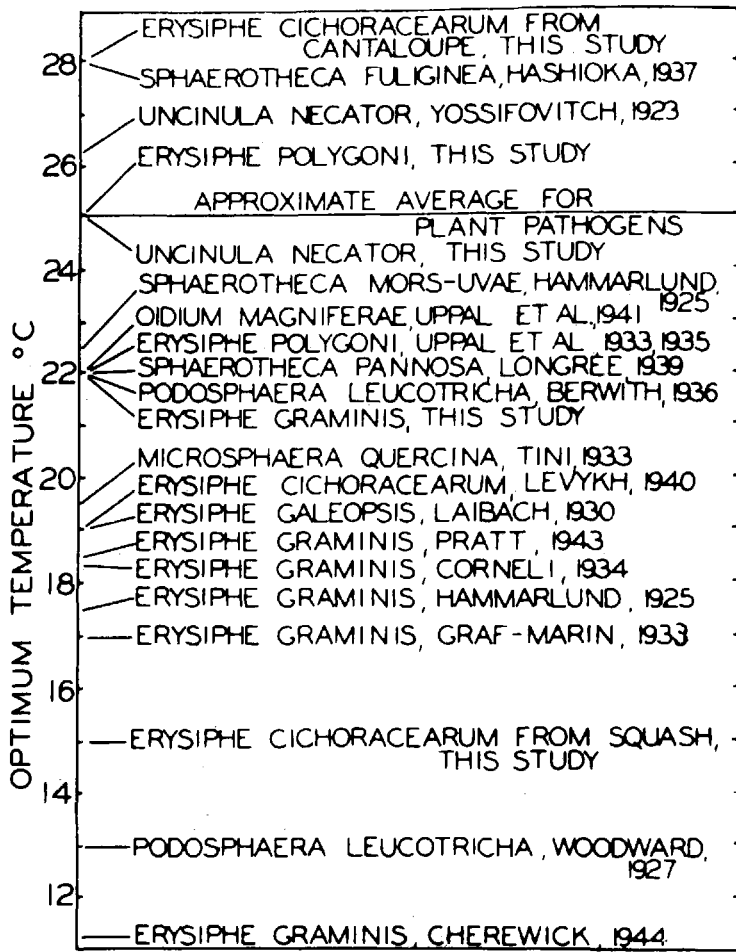 ERYSIPHE CICHORACEARUM FROM
CANTALOUPE, THIS STUDY
28
SPHAEROTHECA FULIGINEA, HASHIOKA, 1937
UNCINULA NECATOR, YOSSIFOVITCH, 1923
26
ERYSIPHE POLYGONI, THIS STUDY
APPROXIMATE AVERAGE FOR
PLANT PATHOGENS
UNCINULA NECATOR, THIS STUDY
24
SPHAEROTHECA MORS-UVAE, HAMMARLUND,
1925
OIDIUM MAGNIFERAE, UPPAL ET AL, 1941
ERYSIPHE POLYGONI, UPPAL ET AL 1933, 1935
22
SPHAEROTHECA PANNOSA, LONGREE, 1939
PODOSPHAERA LEUCOTRICHA, BERWITH, 1936
ERYSIPHE GRAMINIS, THIS STUDY
MICROSPHAERA QUERCINA, TINI, 1933
20
ERYSIPHE CICHORACEARUM, LEVYKH, 1940
ERYSIPHE GALEOPSIS, LAIBACH, 1930
ERYSIPHE GRAMINIS, PRATT, 1943
18
ERYSIPHE GRAMINIS, CORNELI, 1934
ERYSIPHE GRAMINIS, HAMMARLUND, 1925
ERYSIPHE GRAMINIS, GRAF-MARIN, 1933
16
ERYSIPHE CICHORACEARUM FROM SQUASH,
THIS STUDY
14
PODOSPHAERA LEUCOTRICHA, WOODWARD,
1927
12
ERYSIPHE GRAMINIS, CHEREWICK, 1944
OPTIMUM TEMPERATURE °C